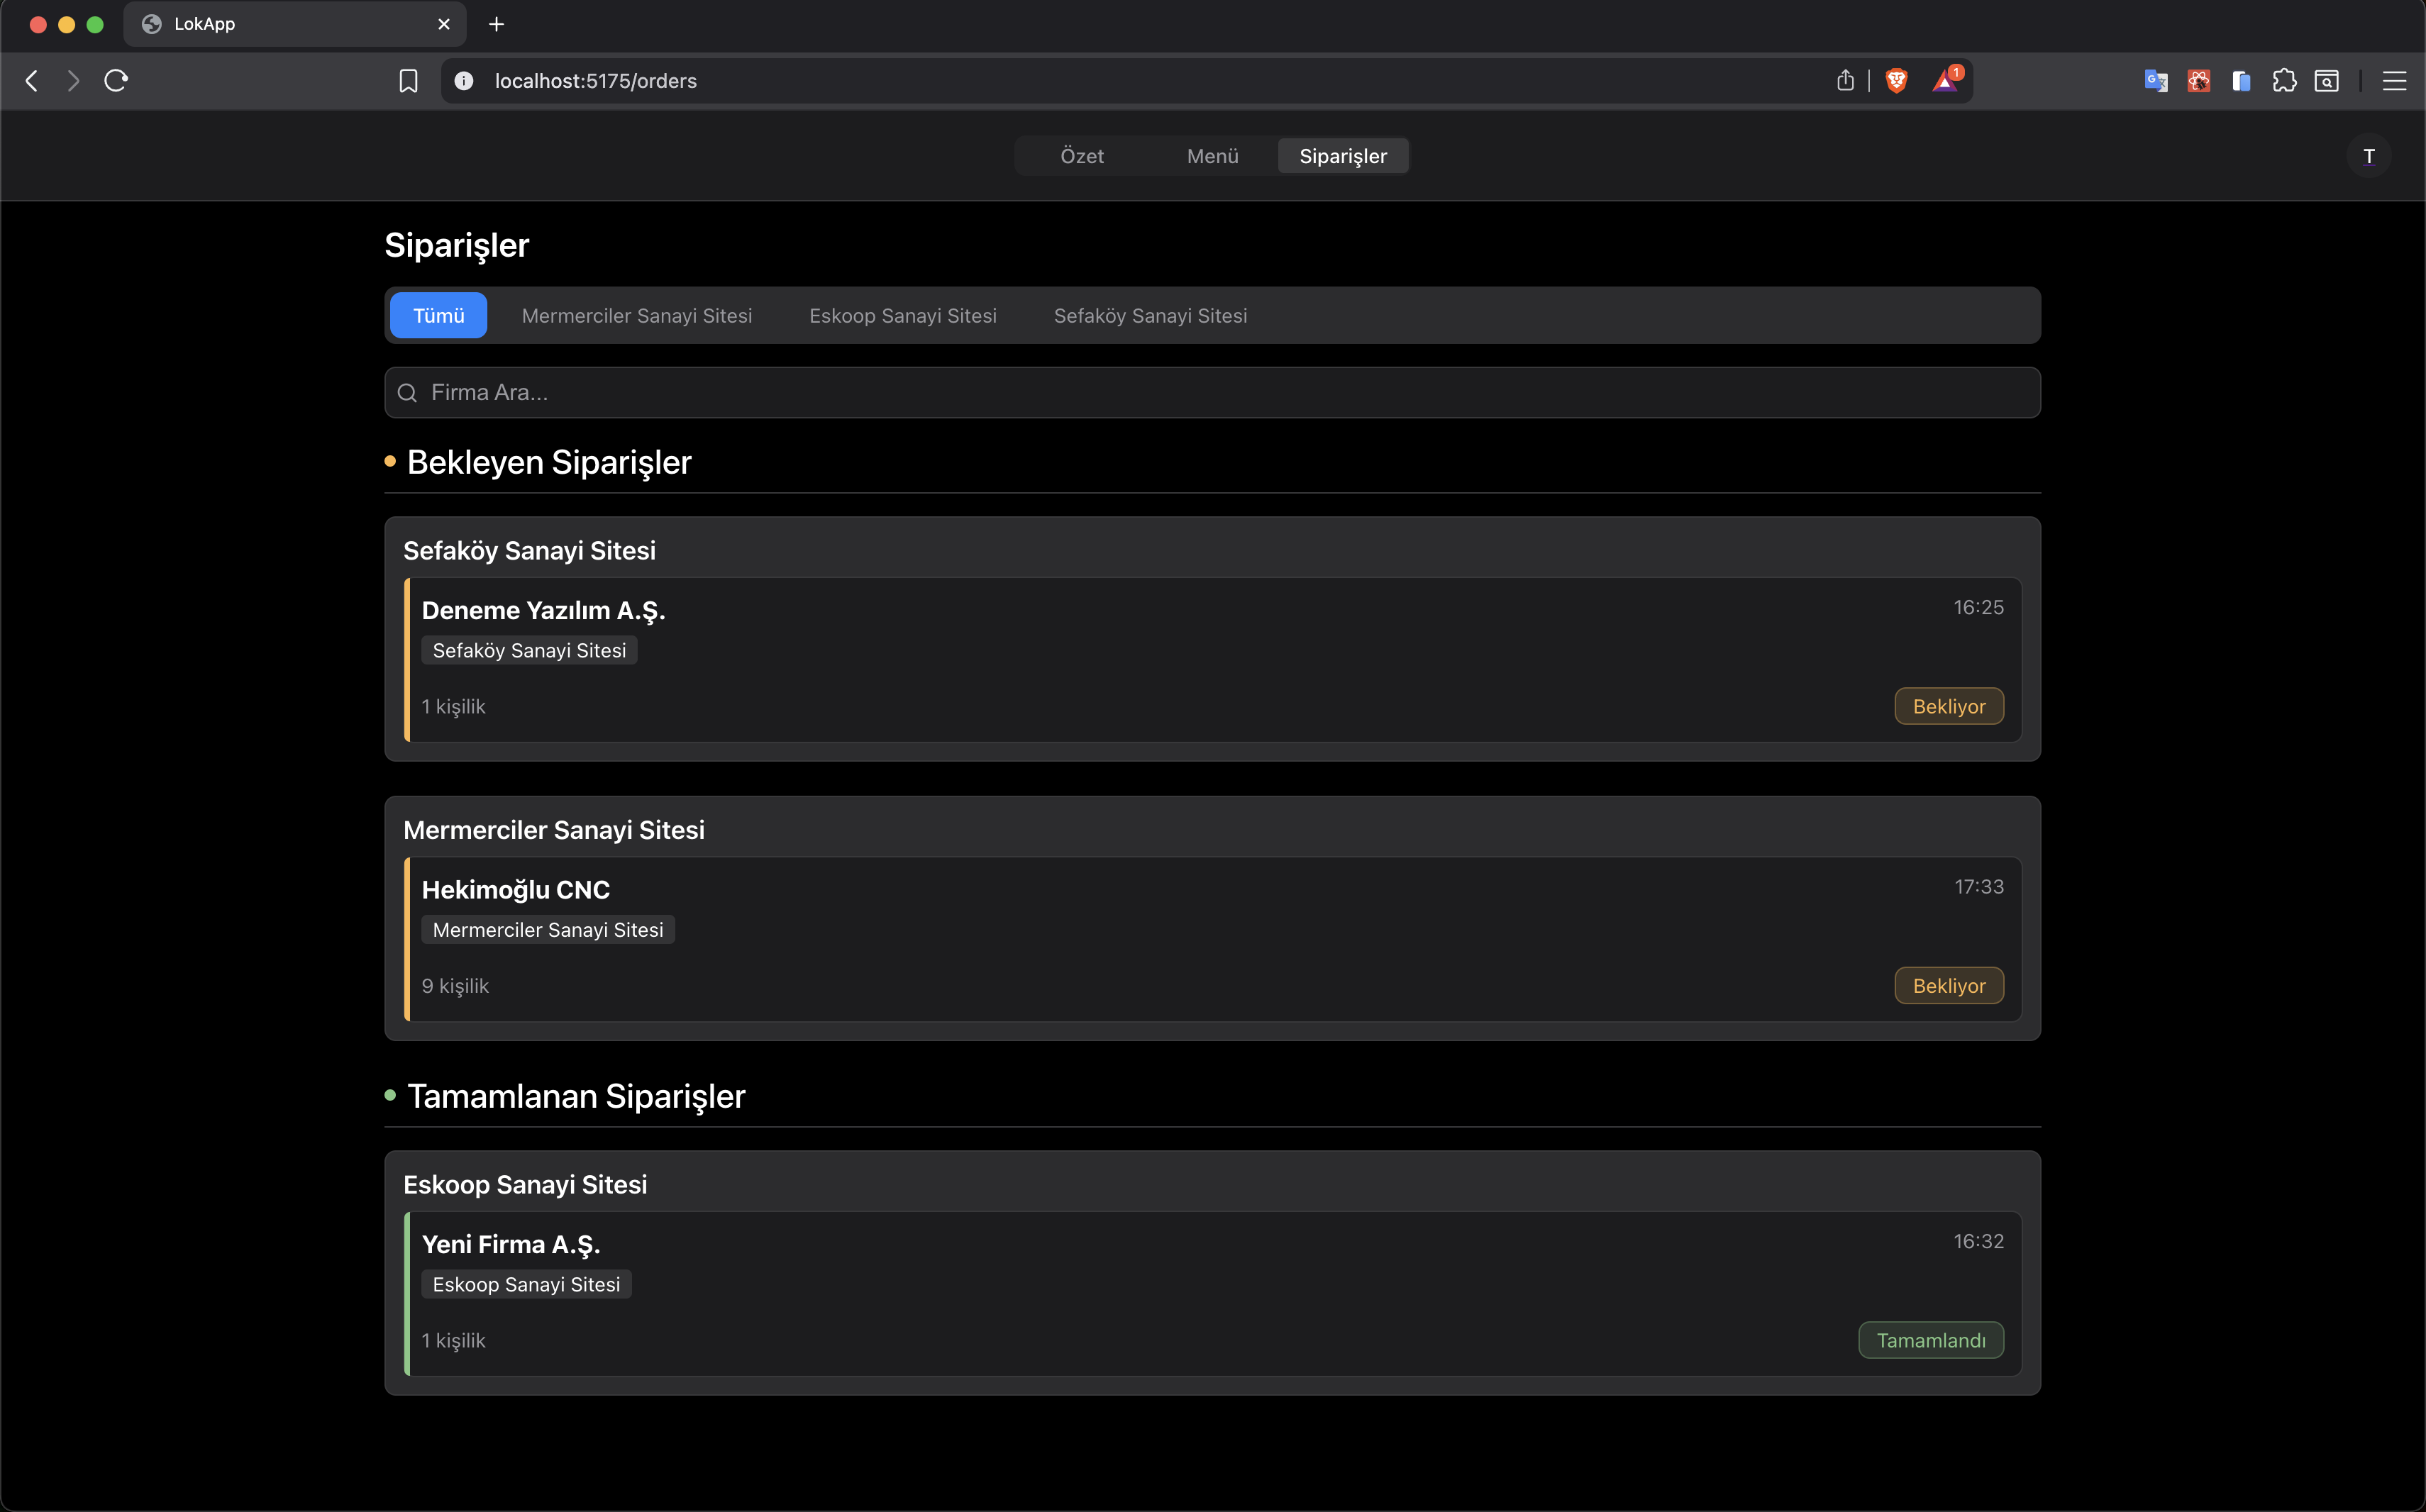 LokApp
localhost:5175/orders
1
Özet
Menü
Siparişler
T
Siparişler
Tümü
Mermerciler Sanayi Sitesi
Eskoop Sanayi Sitesi
Sefaköy Sanayi Sitesi
Firma Ara...
Bekleyen Siparişler
Sefaköy Sanayi Sitesi
Deneme Yazılım A.Ş.
16:25
Sefaköy Sanayi Sitesi
1 kişilik
Bekliyor
Mermerciler Sanayi Sitesi
Hekimoğlu CNC
17:33
Mermerciler Sanayi Sitesi
9 kişilik
Bekliyor
Tamamlanan Siparişler
Eskoop Sanayi Sitesi
Yeni Firma A.Ş.
16:32
Eskoop Sanayi Sitesi
1 kişilik
Tamamlandı